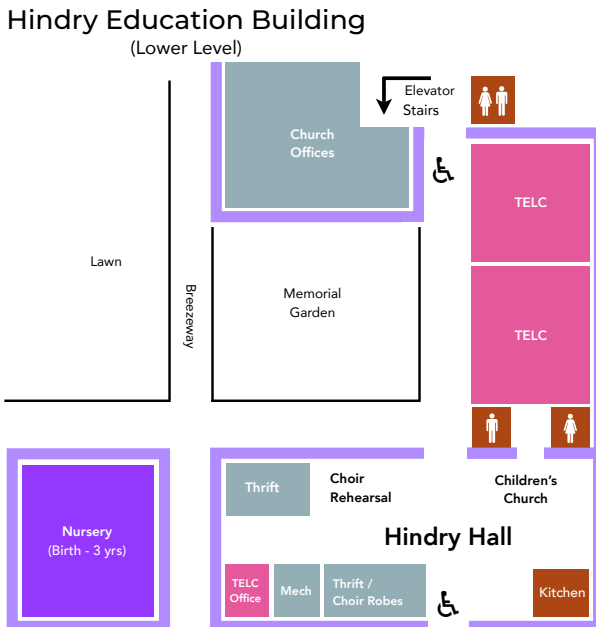 Hindry Education Building
(Lower Level)
Elevator
Stairs
Church
Offices
TELC
Lawn
Breezeway
Memorial
Garden
TELC
Thrift
Choir
Rehearsal
Children's
Church
Nursery
(Birth - 3 yrs)
Hindry Hall
TELC
Office
Mech
Thrift /
Choir Robes
Kitchen